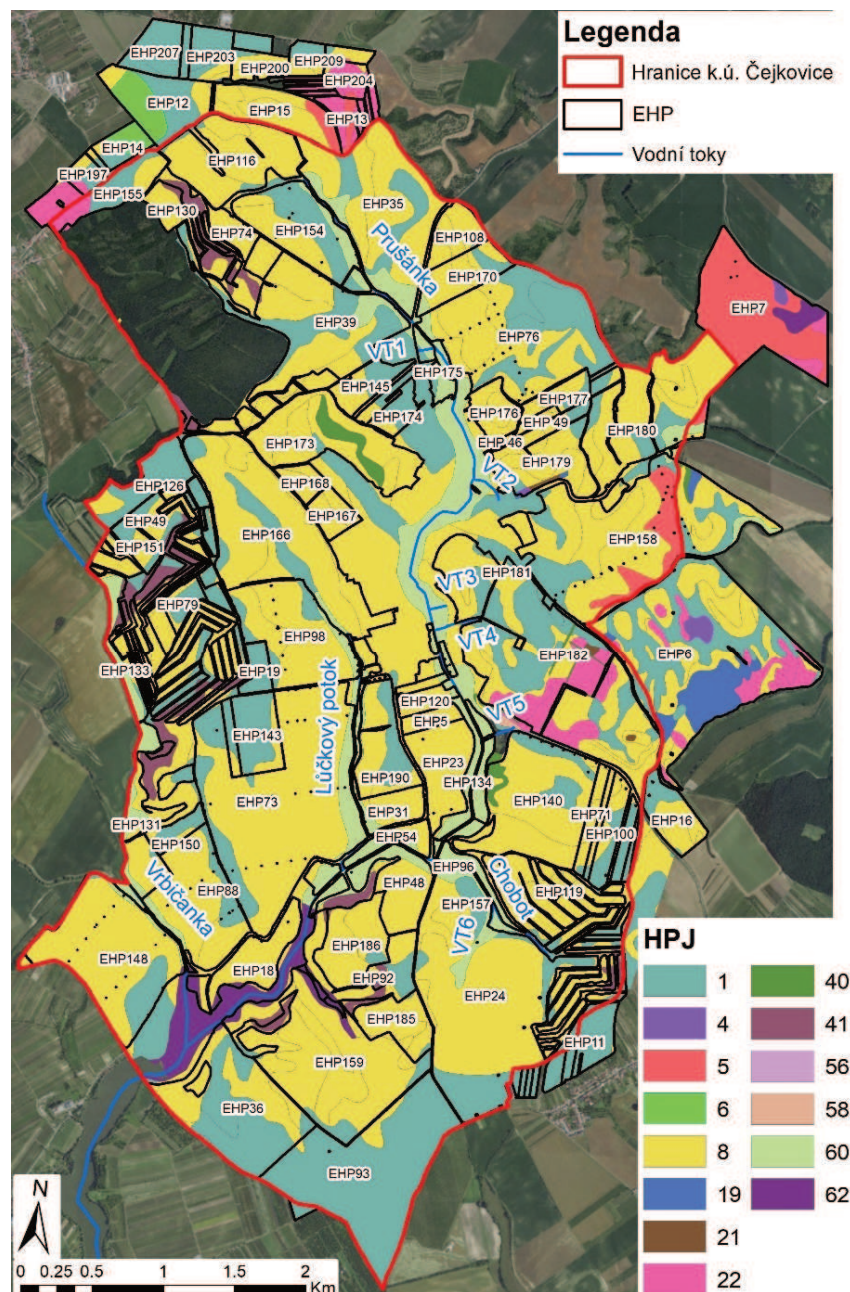 Legenda
Hranice k.ú. Čejkovice
EHP
Vodní toky
EHP207
EHP203
EHP209
EHP200
EHP204
EHP12
EHP15
EHP13
EHP14
EHP116
EHP197
EHP155
EHP35
EHP130
EHP74
EHP154
EHP108
Prušánka
EHP170
EHP7
EHP39
EHP76
VT1
EHP175
EHP145
EHP177
EHP176
EHP174
EHP 49
EHP180
EHP173
EHP 46
EHP179
EHP126
EHP168
VT2
EHP49
EHP167
EHP151
EHP166
EHP158
EHP181
VT3
EHP79
EHP98
VT4
EHP182
EHP6
EHP133
EHP19
Lůčkový potok
EHP120
VT5
EHP5
EHP143
EHP23
EHP190
EHP134
EHP73
EHP140
EHP31
EHP71
EHP16
EHP131
EHP100
EHP150
EHP54
EHP96
Chobot
EHP48
EHP119
Vrbičanka
EHP88
EHP157
VT6
EHP186
EHP148
EHP18
EHP92
EHP24
EHP185
EHP11
EHP159
EHP36
EHP93
HPJ
1 40
4 41
5 56
6 58
8 60
19 62
21
22
N
0 0.25 0.5 1 1.5 2
Km